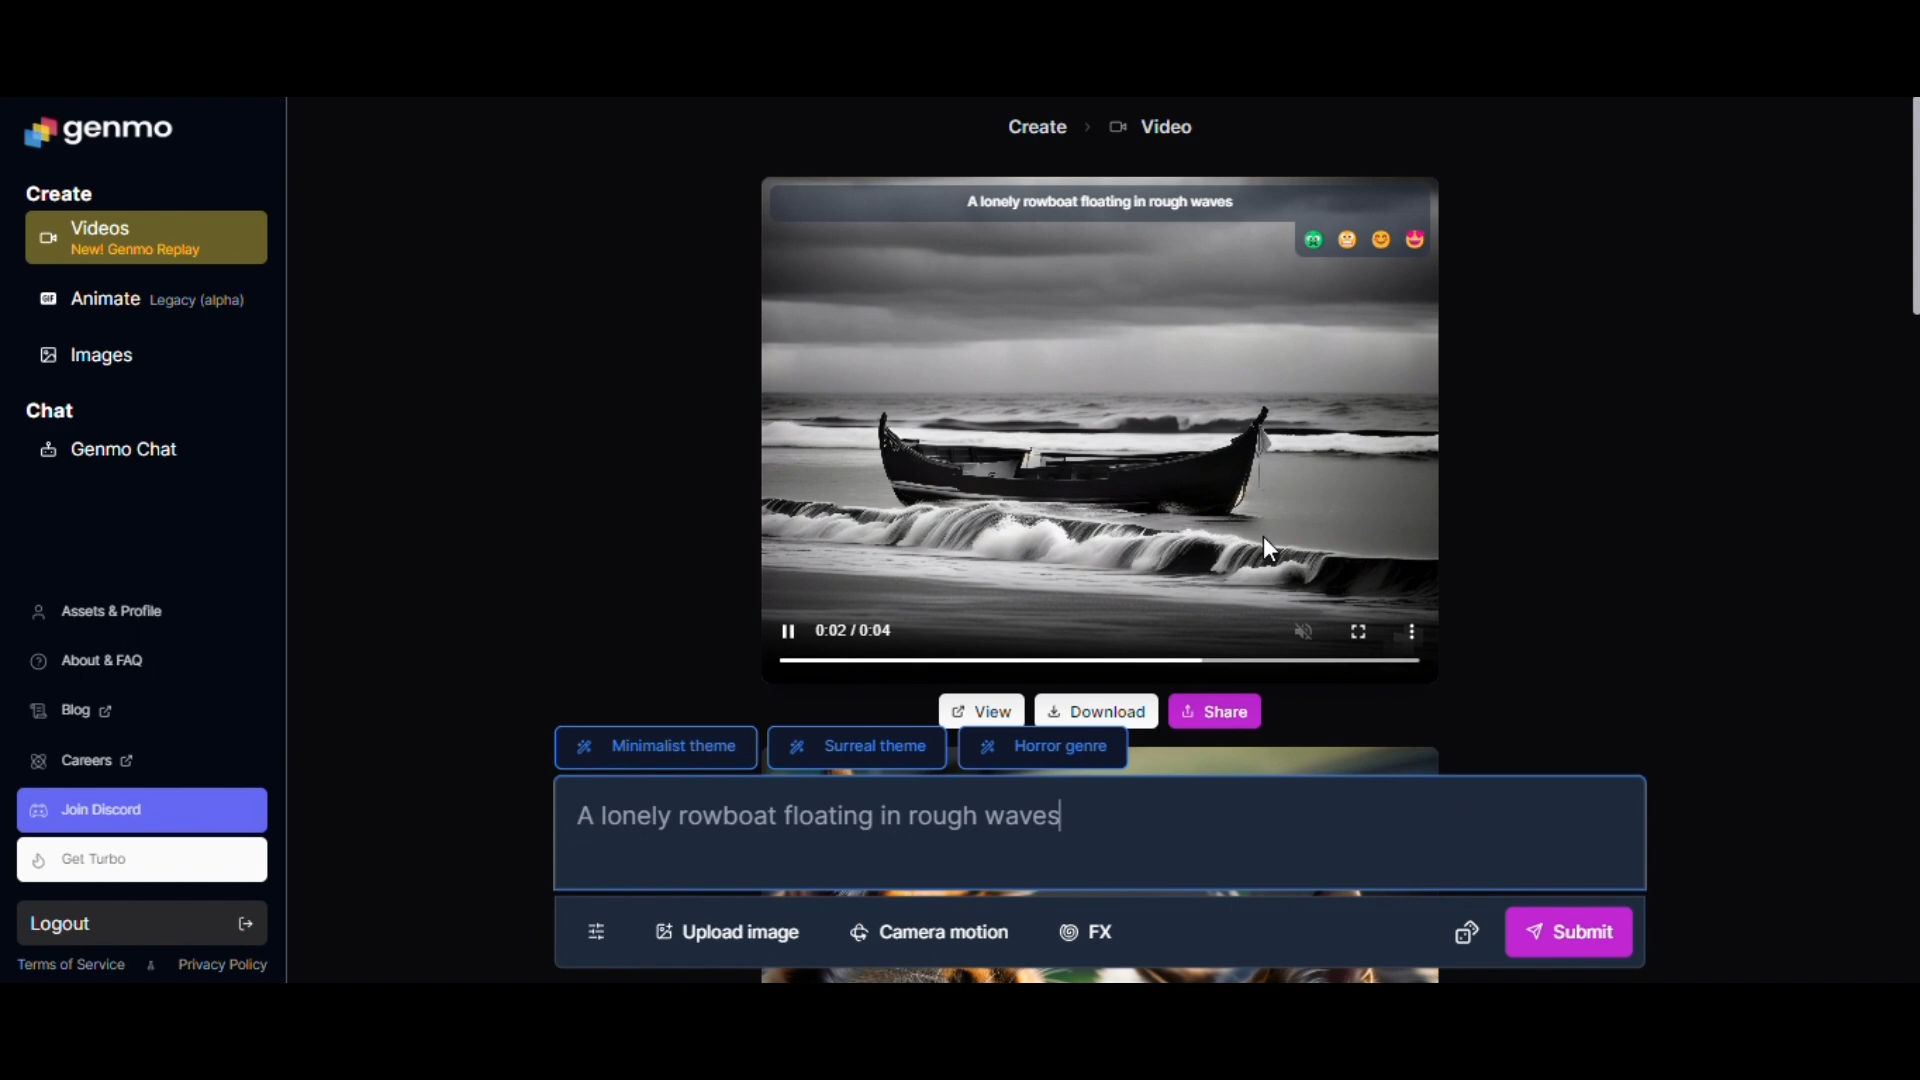 genmo
Create
Videos
New! Genmo Replay
GIF
Animate Legacy (alpha)
Images
Chat
Genmo Chat
Assets & Profile
About & FAQ
Blog
Careers
Join Discord
Get Turbo
Logout
Terms of Service
Privacy Policy
Create > Video
A lonely rowboat floating in rough waves
0:02 / 0:04
View
Download
Share
Minimalist theme
Surreal theme
Horror genre
A lonely rowboat floating in rough waves
Upload image
Camera motion
FX
Submit